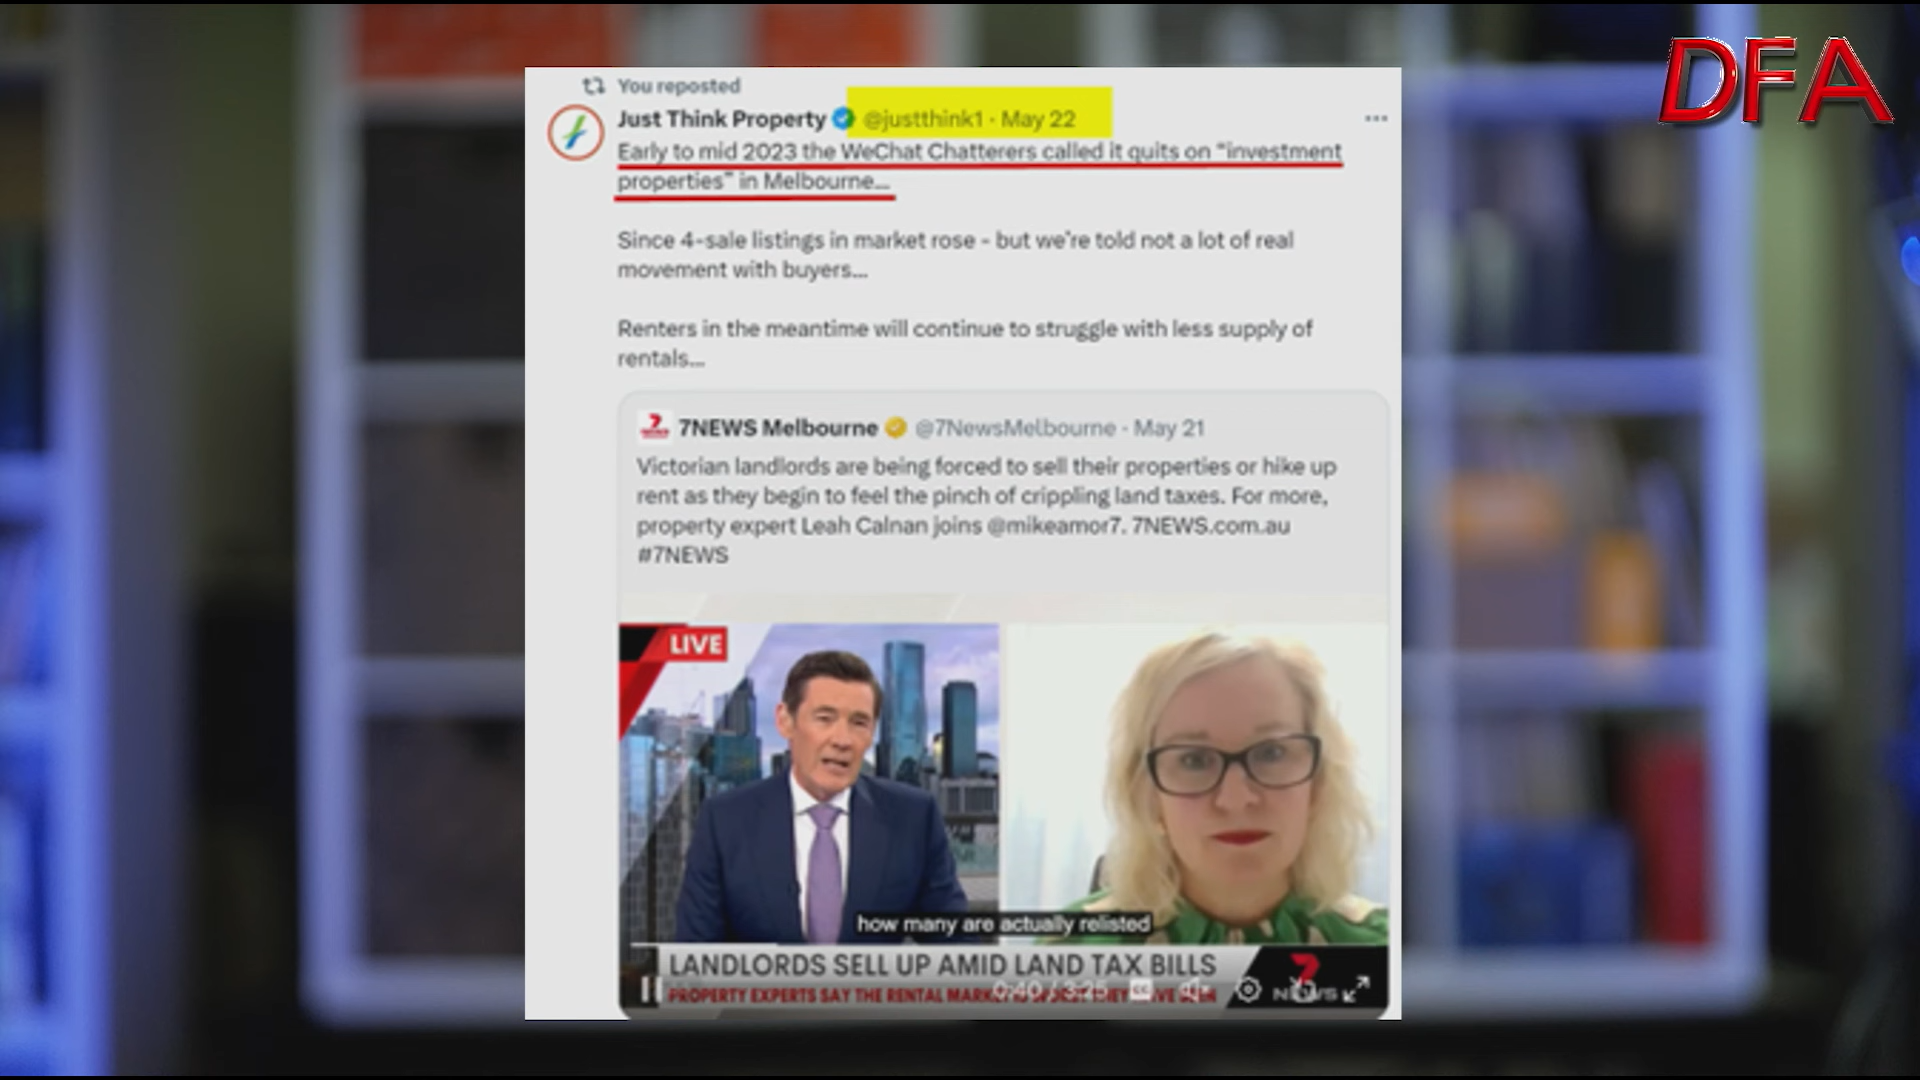 DFA
You reposted
Just Think Property @justthink1 · May 22
Early to mid 2023 the WeChat Chatterers called it quits on "investment
properties" in Melbourne...
Since 4-sale listings in market rose - but we're told not a lot of real
movement with buyers...
Renters in the meantime will continue to struggle with less supply of
rentals...
7NEWS Melbourne @7NewsMelbourne · May 21
Victorian landlords are being forced to sell their properties or hike up
rent as they begin to feel the pinch of crippling land taxes. For more,
property expert Leah Calnan joins @mikeamor7. 7NEWS.com.au
#7NEWS
LIVE
how many are actually relisted
LANDLORDS SELL UP AMID LAND TAX BILLS
PROPERTY EXPERTS SAY THE RENTAL
0:40 / 3:25
NEWS